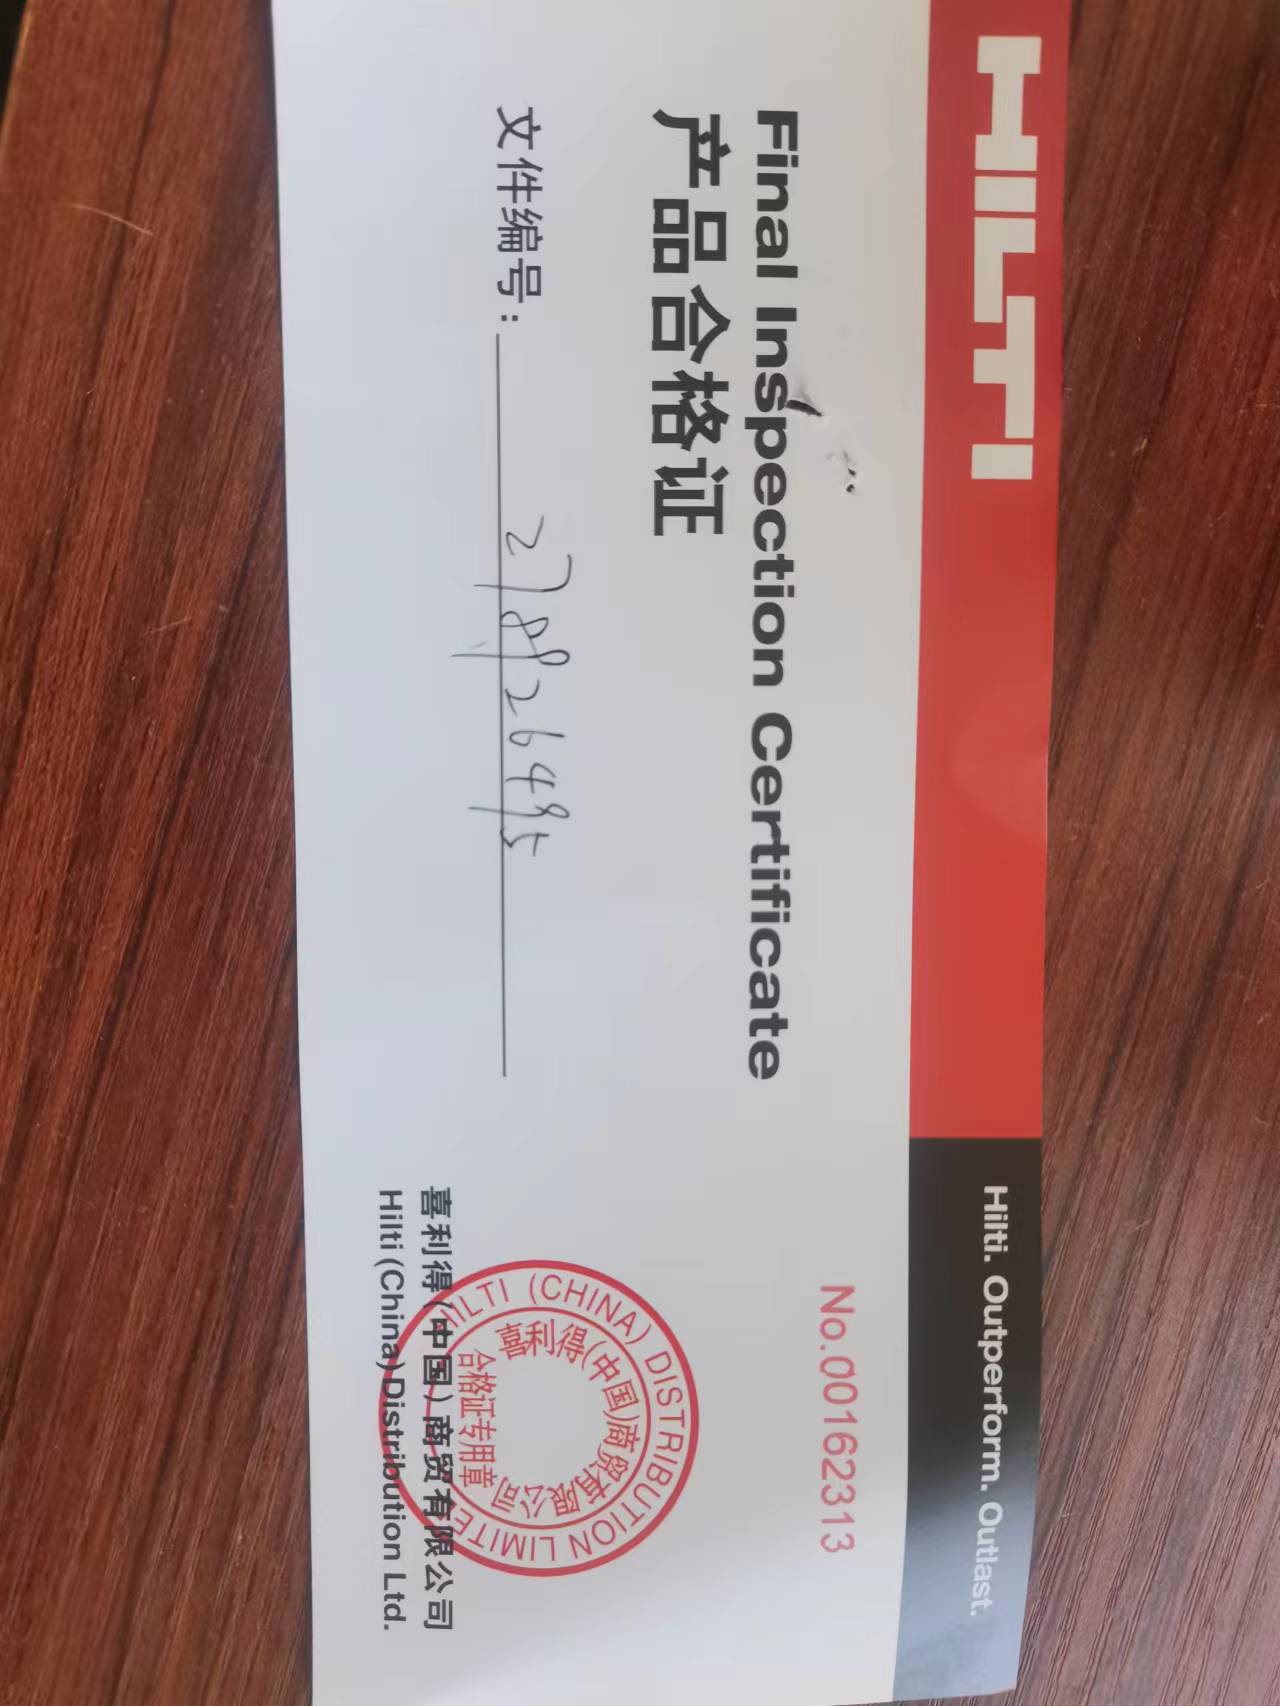 HILTI
Hilti. Outperform. Outlast.
No.00162313
Final Inspection Certificate
产品合格证
文件编号：278926495
HILTI (CHINA) DISTRIBUTION LIMITE
喜利得(中国)商贸有限公司
合格证专用章
喜利得(中国)商贸有限公司
Hilti (China) Distribution Ltd.